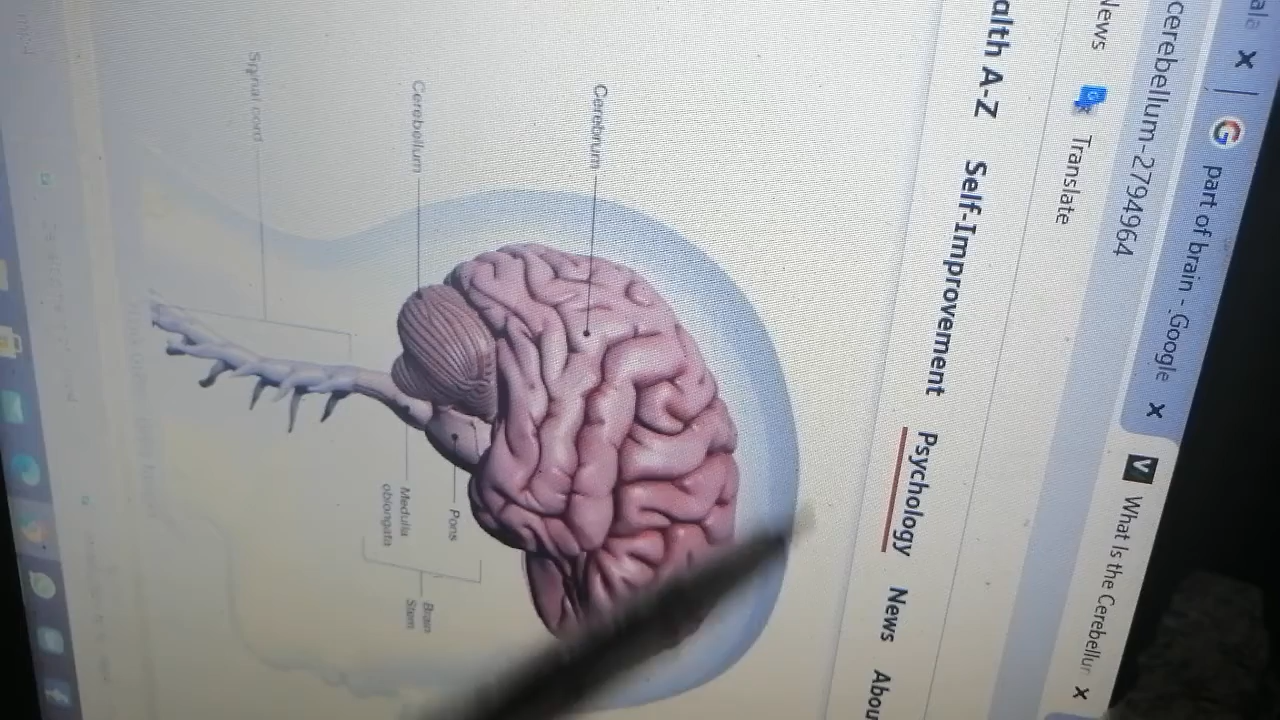 part of brain - Google
What Is the Cerebellur
cerebellum-2794964
News
Translate
alth A-Z
Self-Improvement
Psychology
News
Abou
Cerebrum
Cerebellum
Spinal cord
Pons
Medulla
oblongata
Brain
Stem